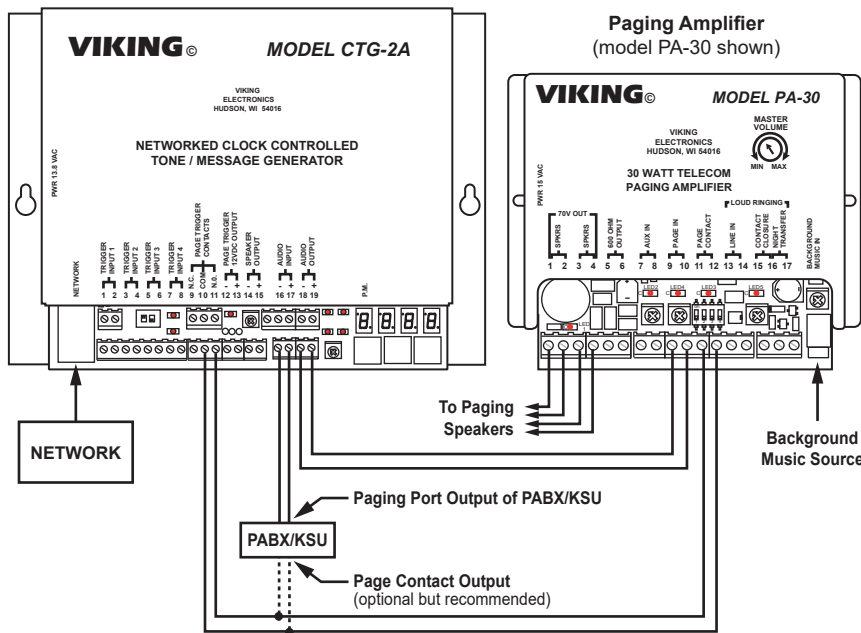 Paging Amplifier
(model PA-30 shown)
VIKING©
MODEL CTG-2A
VIKING
ELECTRONICS
HUDSON, WI 54016
NETWORKED CLOCK CONTROLLED
TONE / MESSAGE GENERATOR
PWR 13.8 VAC
NETWORK
TRIGGER
INPUT 1
TRIGGER
INPUT 2
TRIGGER
INPUT 3
TRIGGER
INPUT 4
PAGE TRIGGER
CONTACTS
N.C.
COM
N.O.
PAGE TRIGGER
12VDC OUTPUT
- +
SPEAKER
OUTPUT
- +
AUDIO
INPUT
- +
AUDIO
OUTPUT
- +
P.M.
1 2 3 4 5 6 7 8 9 10 11 12 13 14 15 16 17 18 19
8. 8. 8. 8.
VIKING©
MODEL PA-30
VIKING
ELECTRONICS
HUDSON, WI 54016
MASTER
VOLUME
MIN MAX
30 WATT TELECOM
PAGING AMPLIFIER
PWR 15 VAC
70V OUT
SPKRS
SPKRS
600 OHM
OUTPUT
AUX IN
PAGE IN
PAGE
CONTACT
LOUD RINGING
LINE IN
CONTACT
CLOSURE
NIGHT
TRANSFER
BACKGROUND
MUSIC IN
1 2 3 4 5 6 7 8 9 10 11 12 13 14 15 16 17
LED2
LED4
LED3
LED5
LED
To Paging
Speakers
Background
Music Source
NETWORK
Paging Port Output of PABX/KSU
PABX/KSU
Page Contact Output
(optional but recommended)